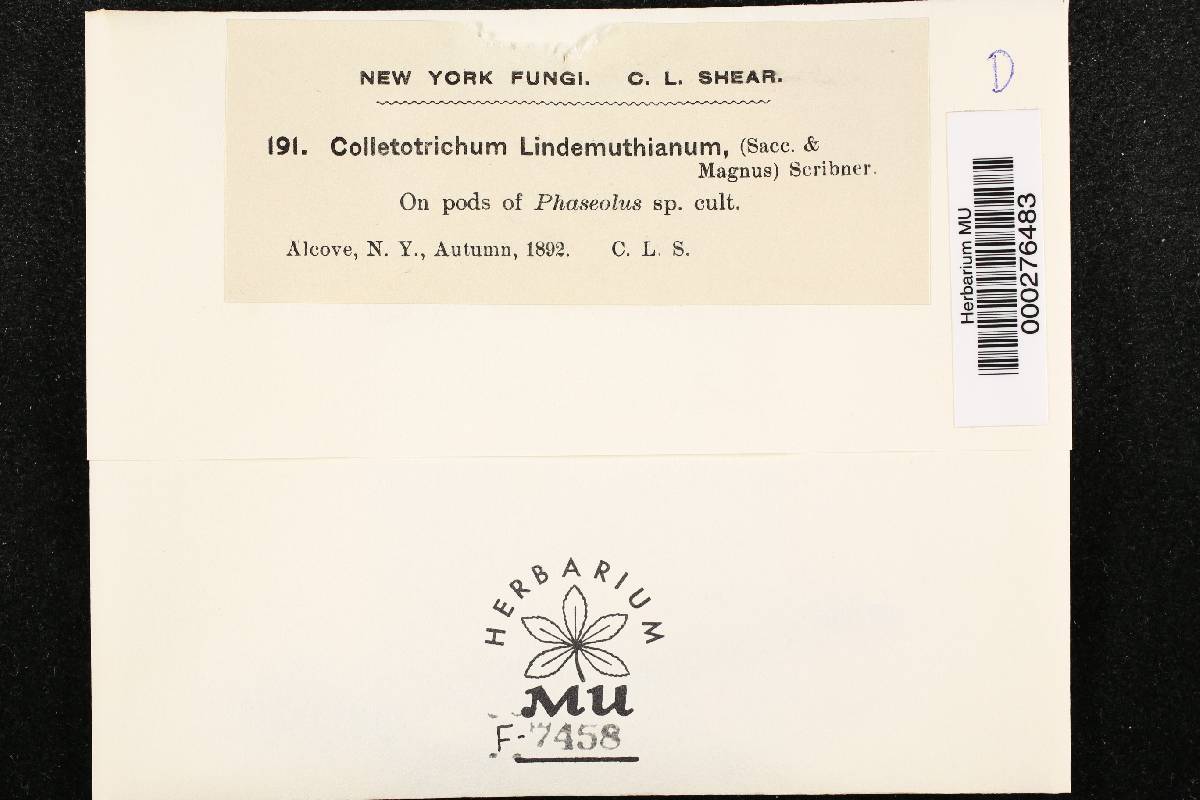 NEW YORK FUNGI. C. L. SHEAR.
191. Colletotrichum Lindemuthianum, (Sacc. &
Magnus) Scribner.
On pods of Phaseolus sp. cult.
Alcove, N. Y., Autumn, 1892. C. L. S.
D
Herbarium MU
000276483
HERBARIUM
MU
F-7458